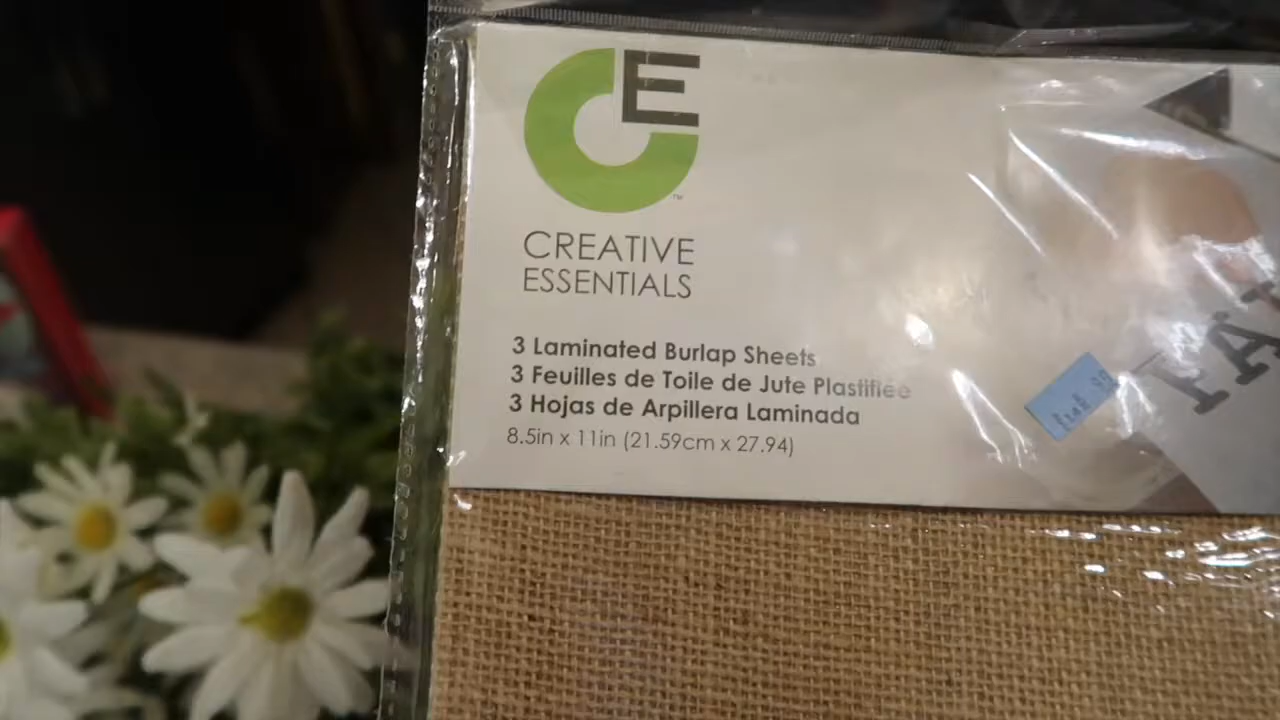 CE
™
CREATIVE
ESSENTIALS
3 Laminated Burlap Sheets
3 Feuilles de Toile de Jute Plastifiée
3 Hojas de Arpillera Laminada
8.5in x 11in (21.59cm x 27.94)